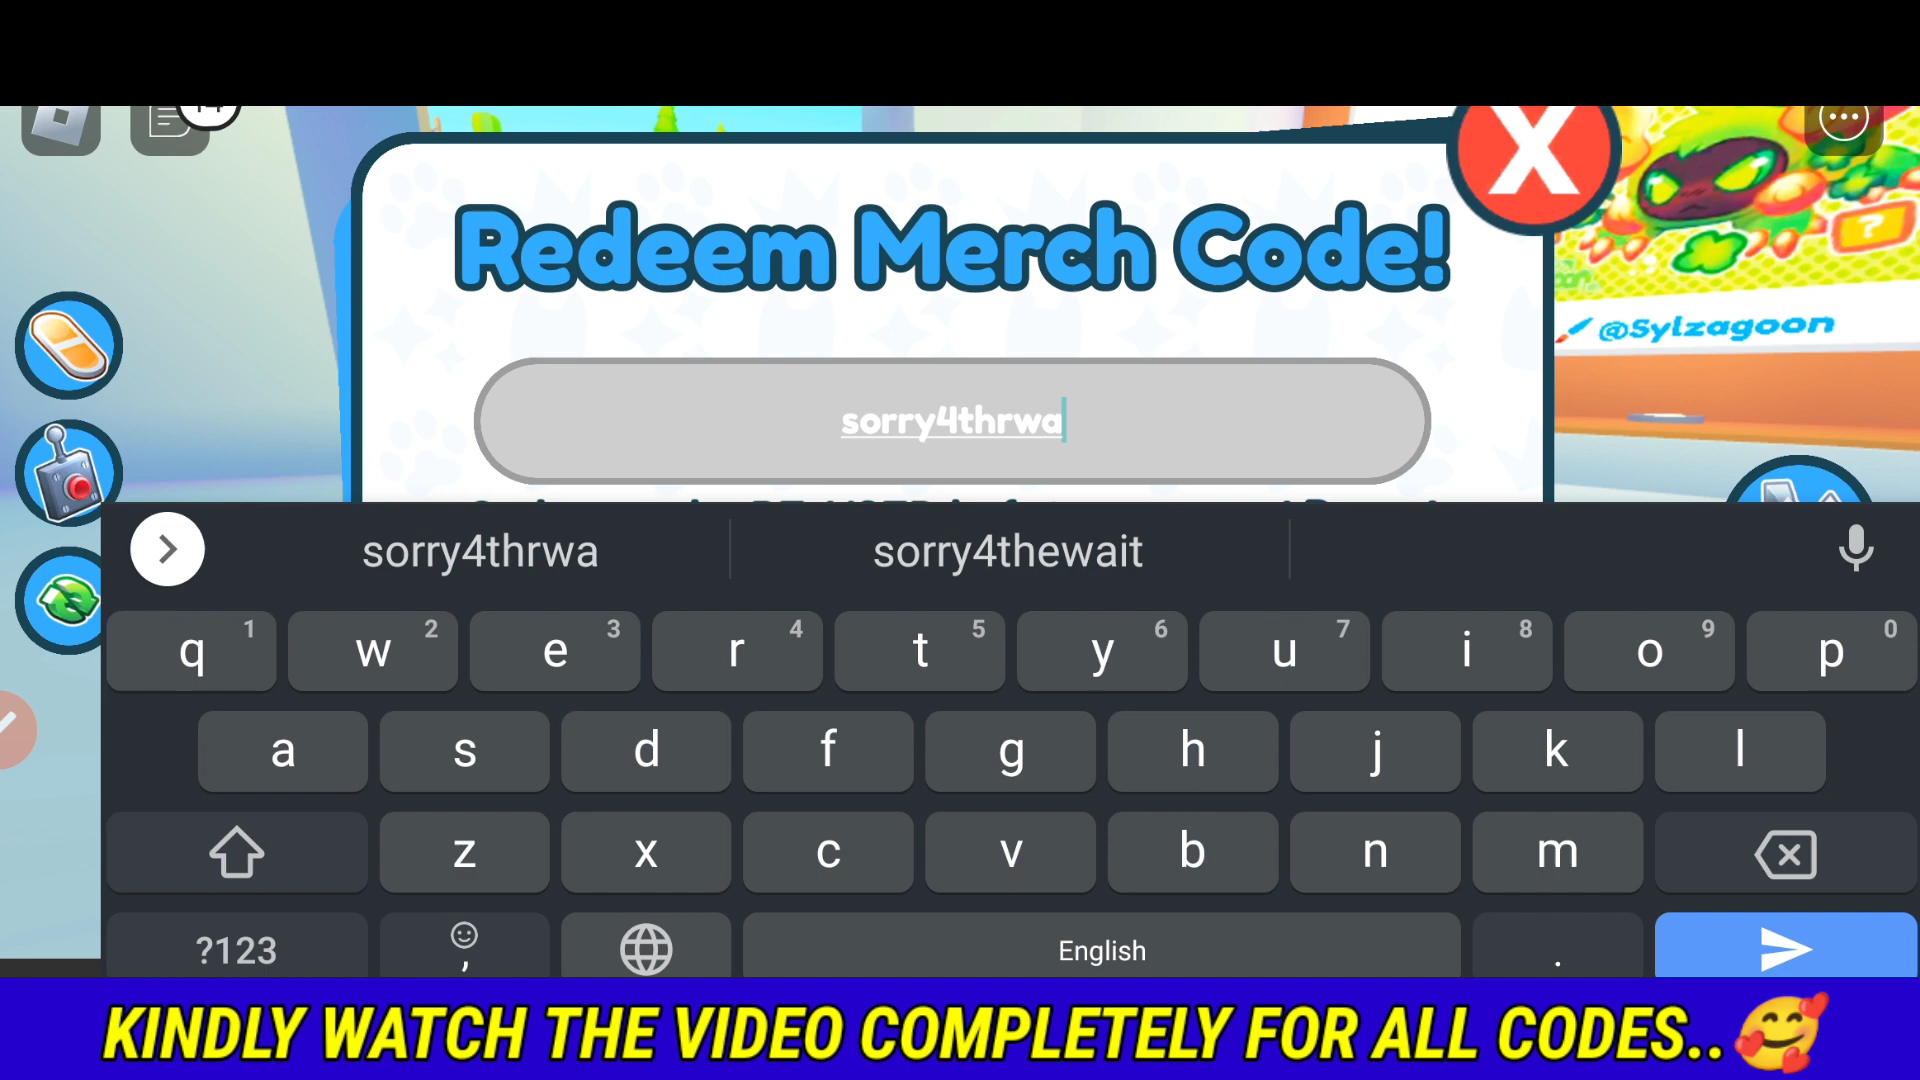 Redeem Merch Code!
@Sylzagoon
sorry4thrwa
sorry4thrwa sorry4thewait
q 1 w 2 e 3 r 4 t 5 y 6 u 7 i 8 o 9 p 0
a s d f g h j k l
z x c v b n m
?123 , English .
KINDLY WATCH THE VIDEO COMPLETELY FOR ALL CODES..